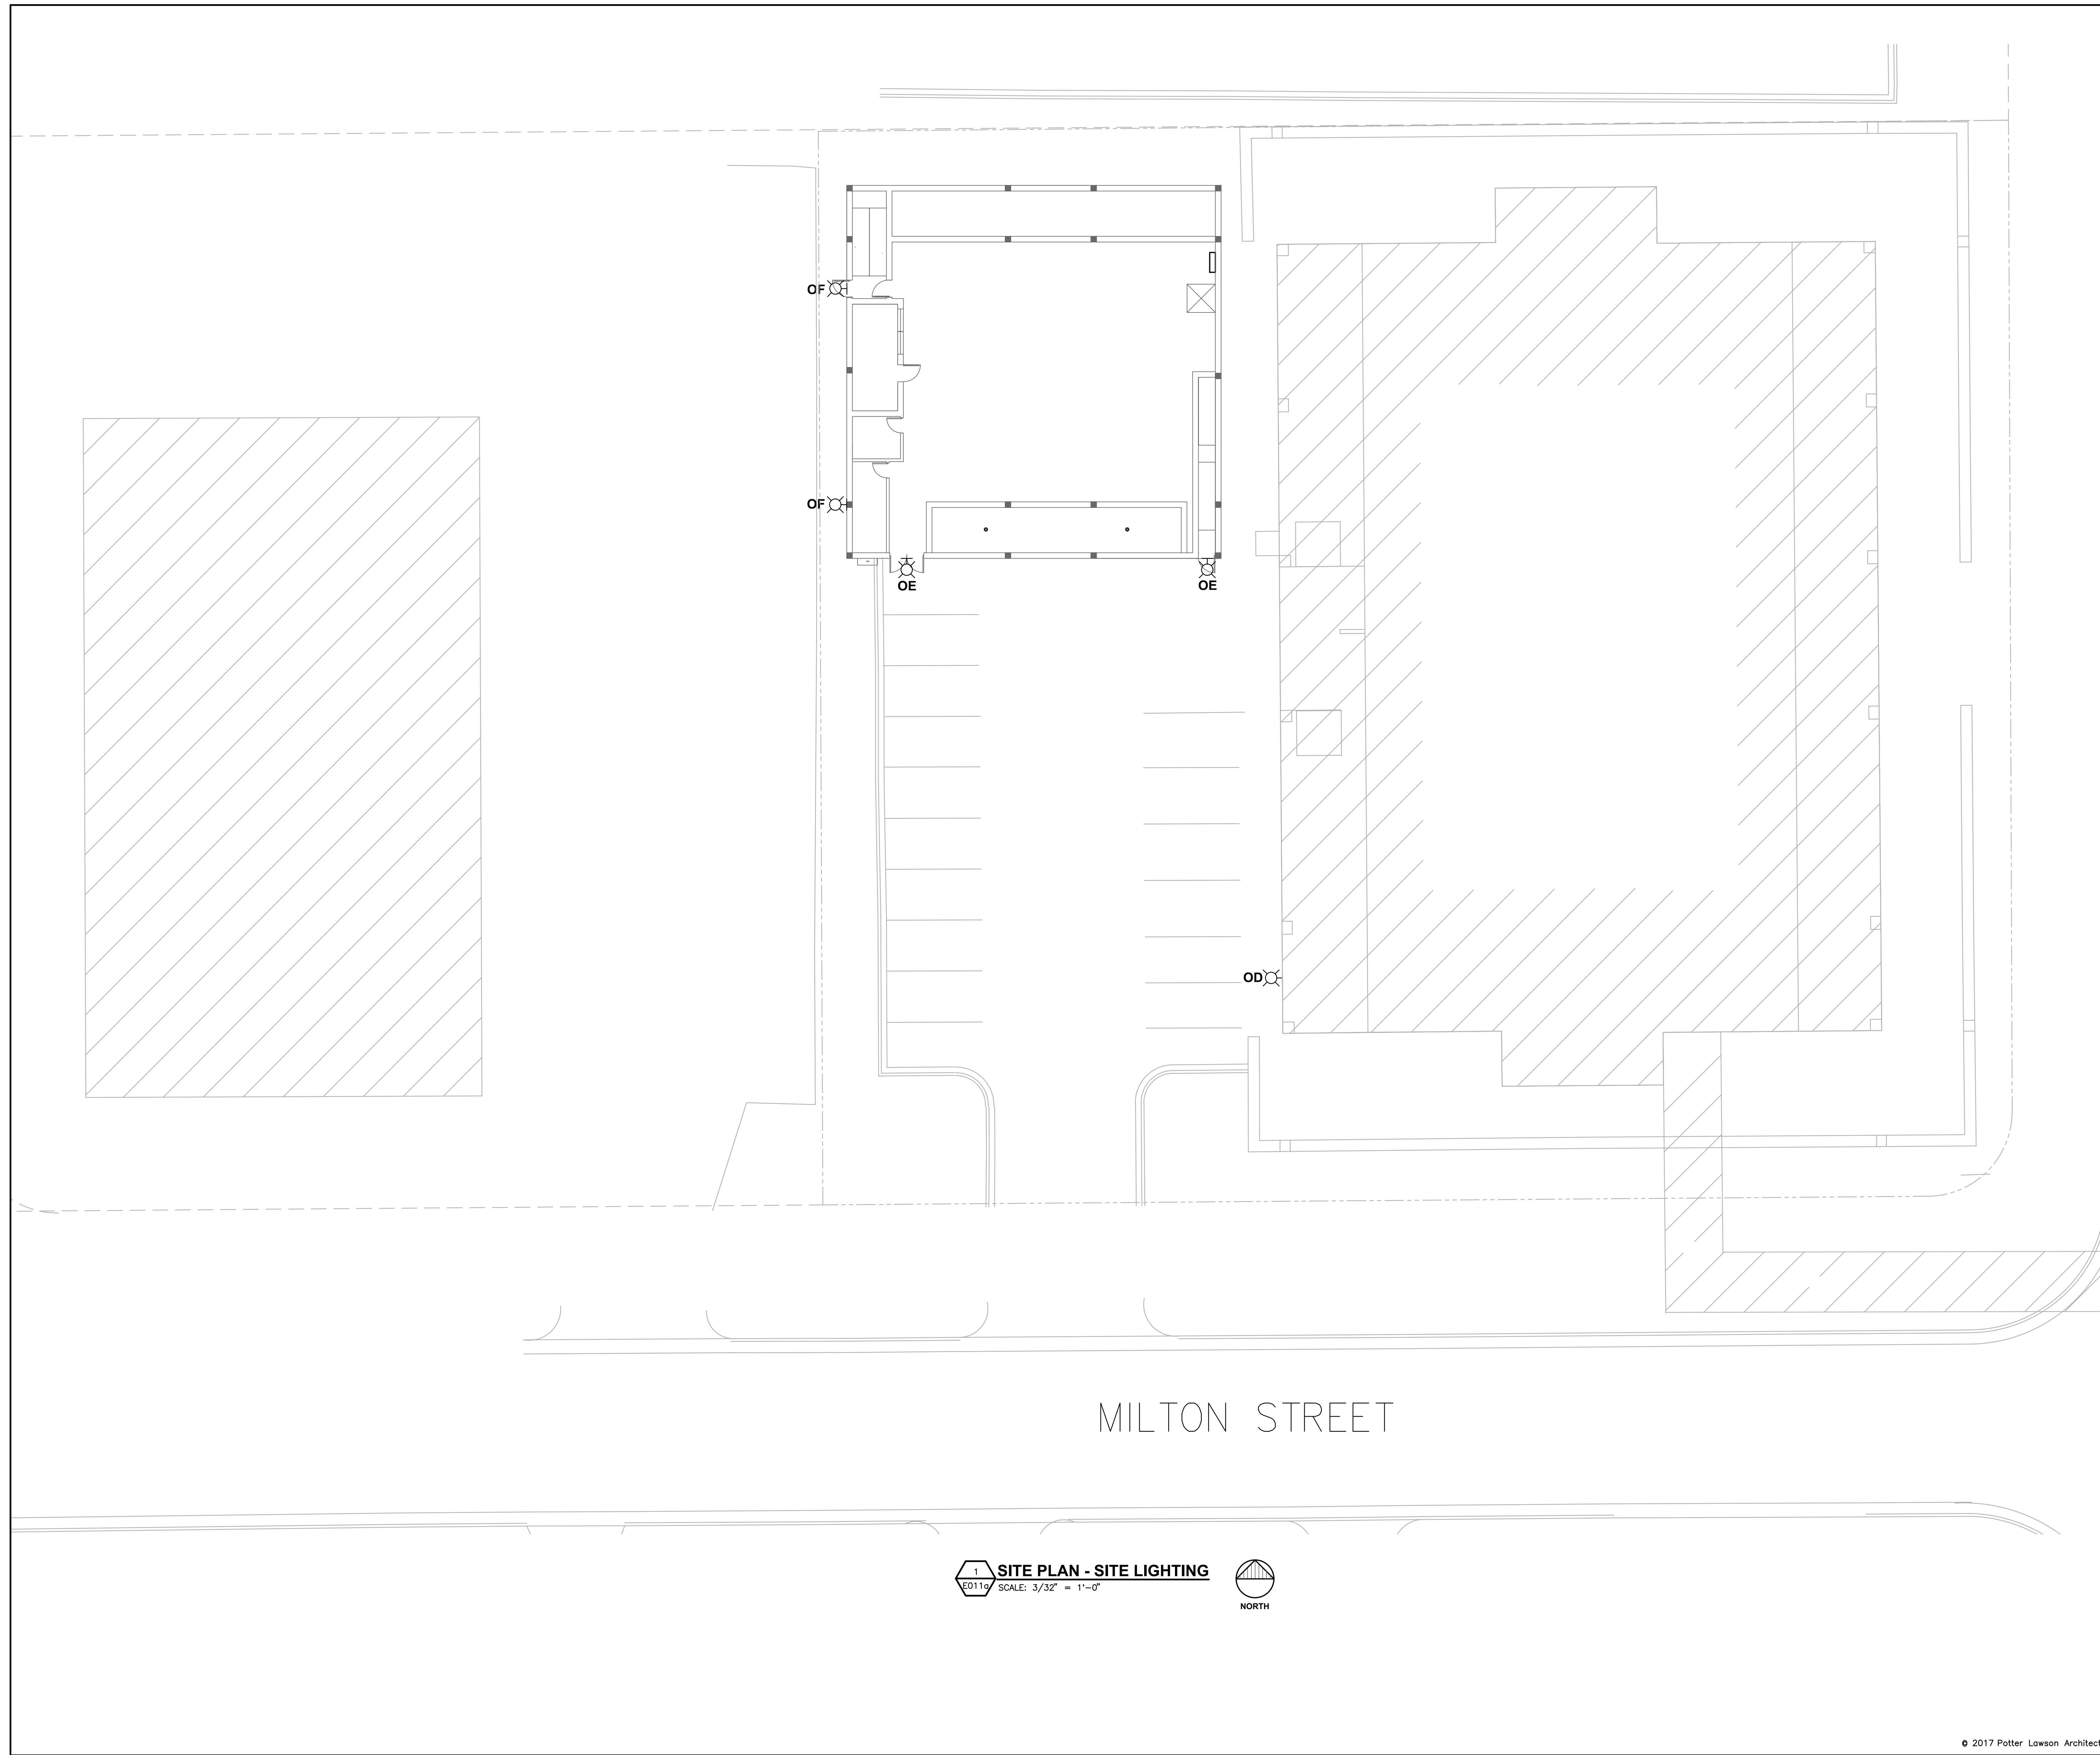 OF
OF
OE
OE
OD
MILTON STREET
1
E011a
SITE PLAN - SITE LIGHTING
SCALE: 3/32" = 1'-0"
NORTH
© 2017 Potter Lawson